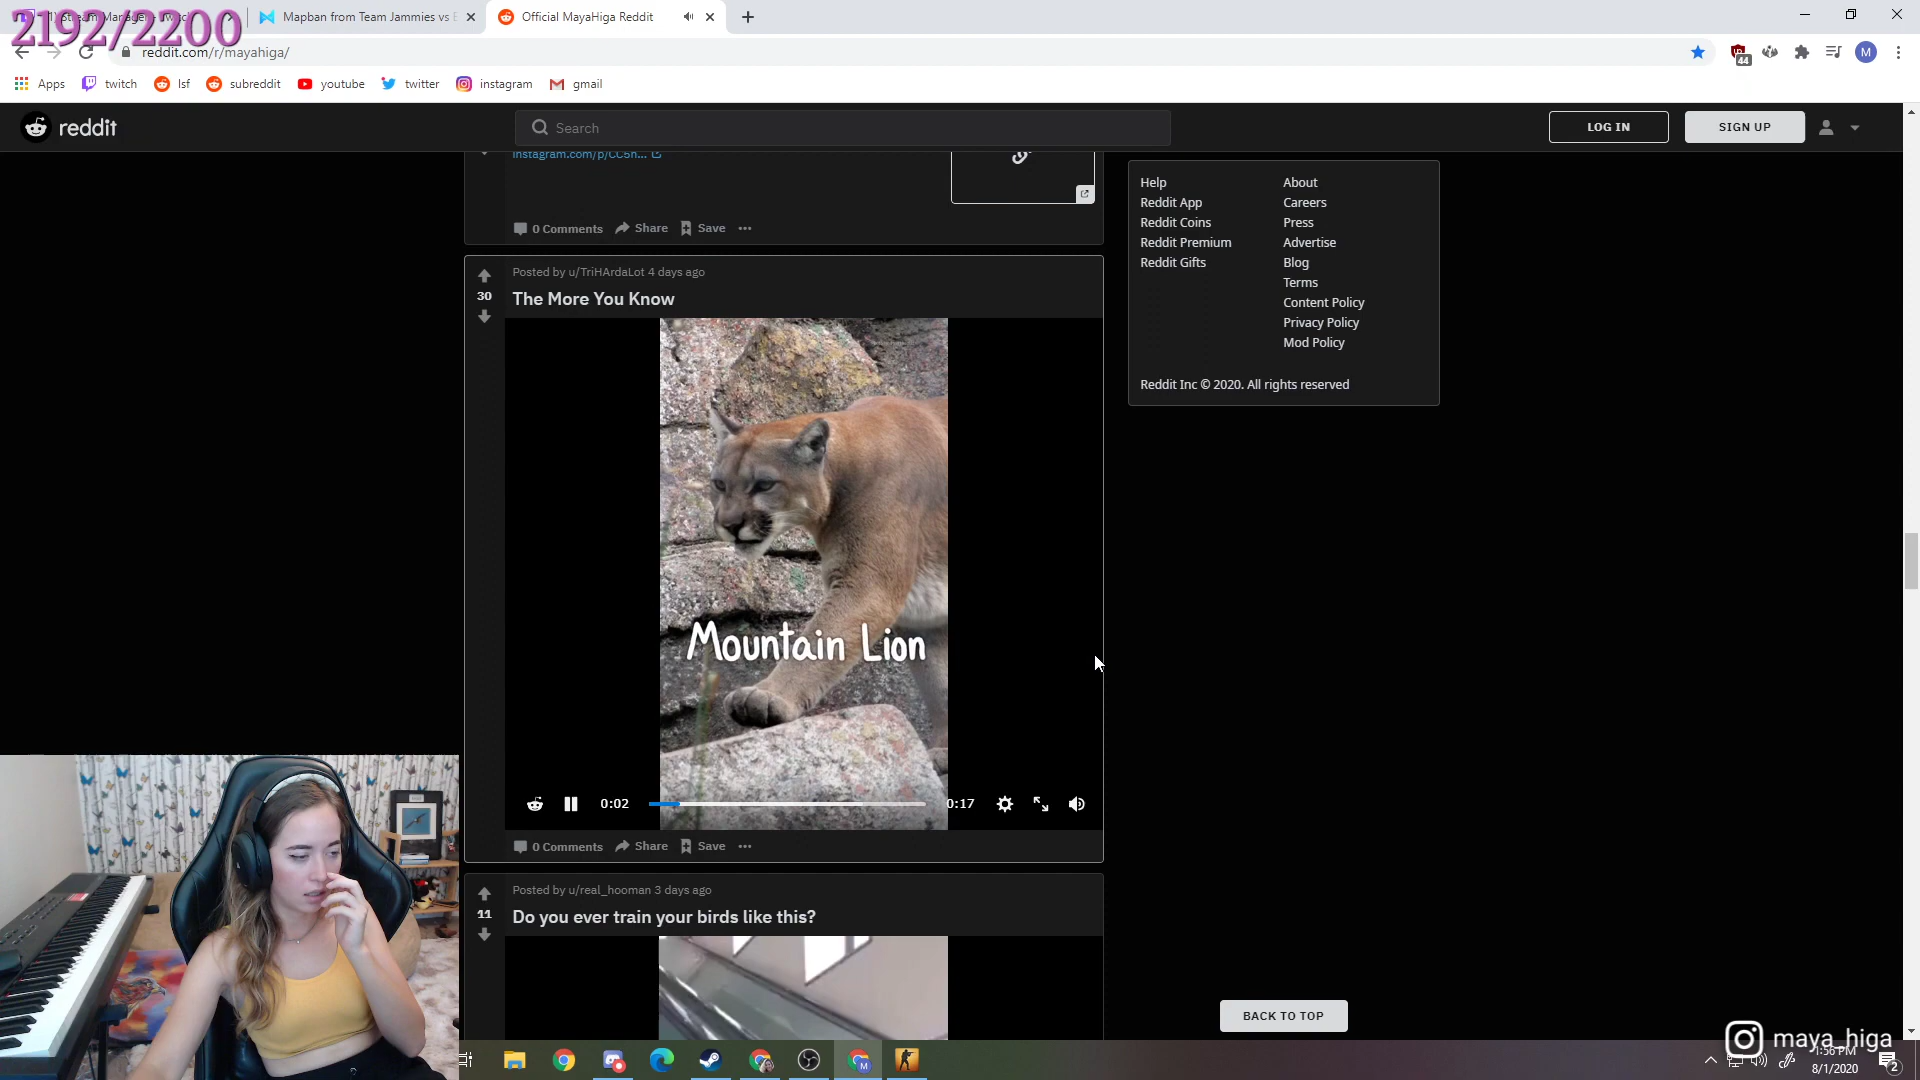 2192/2200
Mapban from Team Jammies vs
Official MayaHiga Reddit
reddit.com/r/mayahiga/
44
M
Apps
twitch
lsf
subreddit
youtube
twitter
instagram
gmail
reddit
Search
LOG IN
SIGN UP
instagram.com/p/CC5h...
0 Comments
Share
Save
Posted by u/TriHArdaLot 4 days ago
30
The More You Know
Mountain Lion
0:02
0:17
0 Comments
Share
Save
Posted by u/real_hooman 3 days ago
11
Do you ever train your birds like this?
Help
Reddit App
Reddit Coins
Reddit Premium
Reddit Gifts
About
Careers
Press
Advertise
Blog
Terms
Content Policy
Privacy Policy
Mod Policy
Reddit Inc © 2020. All rights reserved
BACK TO TOP
maya_higa
1:56 PM
8/1/2020
2